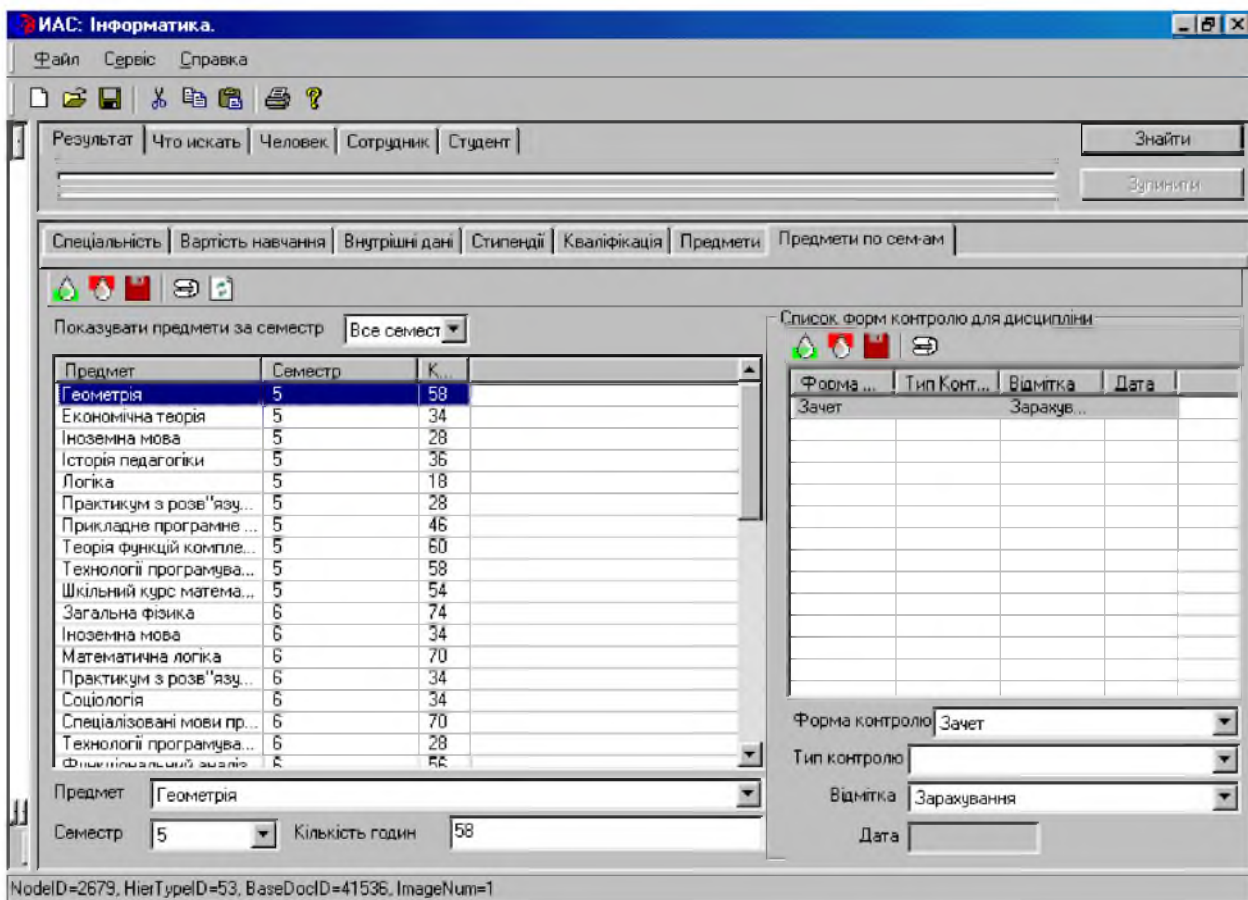 ИАС: Інформатика.
Файл Сервіс Справка
Результат Что искать Человек Сотрудник Студент
Знайти
Зупинити
Спеціальність Вартість навчання Внутрішні дані Стипендії Кваліфікація Предмети Предмети по сем-ам
Показувати предмети за семестр Все семест
Предмет Семестр К...
Геометрія 5 58
Економічна теорія 5 34
Іноземна мова 5 28
Історія педагогіки 5 36
Логіка 5 18
Практикум з розв"язу... 5 28
Прикладне програмне ... 5 46
Теорія функцій компле... 5 60
Технології програмува... 5 58
Шкільний курс матема... 5 54
Загальна фізика 6 74
Іноземна мова 6 34
Математична логіка 6 70
Практикум з розв"язу... 6 34
Соціологія 6 34
Спеціалізовані мови пр... 6 70
Технології програмува... 6 28
Функціональний аналіз 6 56
Предмет Геометрія
Семестр 5 Кількість годин 58
Список форм контролю для дисципліни
Форма ... Тип Конт... Відмітка Дата
Зачет Зарахув...
Форма контролю Зачет
Тип контролю
Відмітка Зарахування
Дата
NodeID=2679, HierTypeID=53, BaseDocID=41536, ImageNum=1